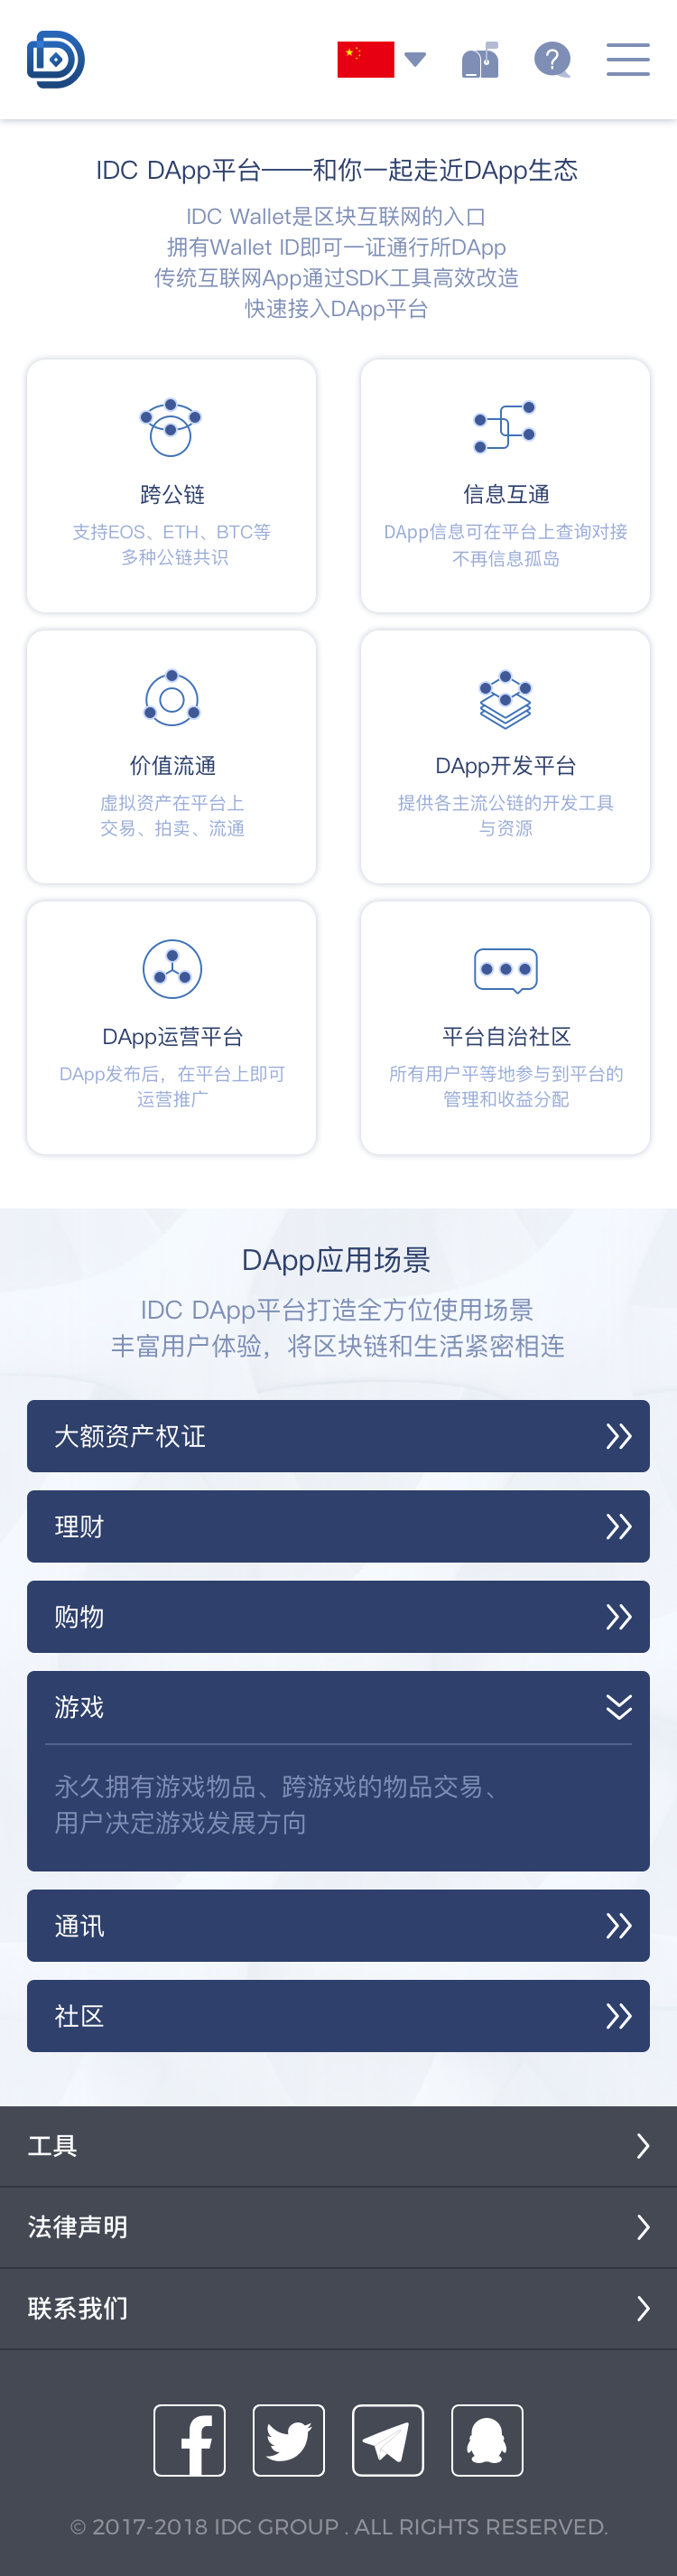 IDC DApp平台——和你一起走近DApp生态
IDC Wallet是区块互联网的入口
拥有Wallet ID即可一证通行所DApp
传统互联网App通过SDK工具高效改造
快速接入DApp平台
跨公链
支持EOS、ETH、BTC等
多种公链共识
信息互通
DApp信息可在平台上查询对接
不再信息孤岛
价值流通
虚拟资产在平台上
交易、拍卖、流通
DApp开发平台
提供各主流公链的开发工具
与资源
DApp运营平台
DApp发布后，在平台上即可
运营推广
平台自治社区
所有用户平等地参与到平台的
管理和收益分配
DApp应用场景
IDC DApp平台打造全方位使用场景
丰富用户体验，将区块链和生活紧密相连
大额资产权证
理财
购物
游戏
永久拥有游戏物品、跨游戏的物品交易、
用户决定游戏发展方向
通讯
社区
工具
法律声明
联系我们
© 2017-2018 IDC GROUP . ALL RIGHTS RESERVED.